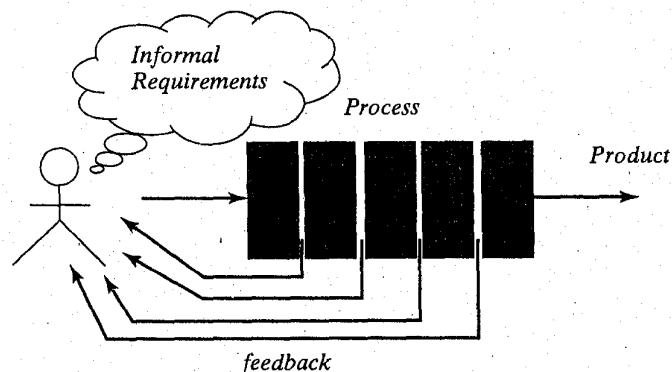 Informal
Requirements
Process
Product
feedback